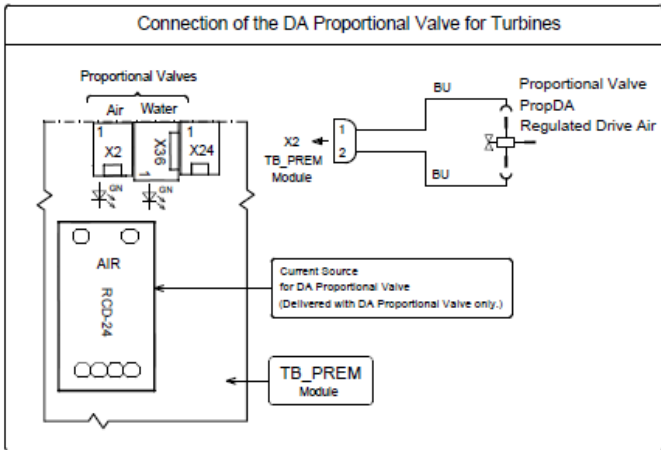 Connection of the DA Proportional Valve for Turbines
Proportional Valves
Air Water
1
X2
X36
1
1
X24
GN
GN
AIR
RCD-24
BU
Proportional Valve
PropDA
Regulated Drive Air
X2
TB_PREM
Module
1
2
BU
Current Source
for DA Proportional Valve
(Delivered with DA Proportional Valve only.)
TB_PREM
Module